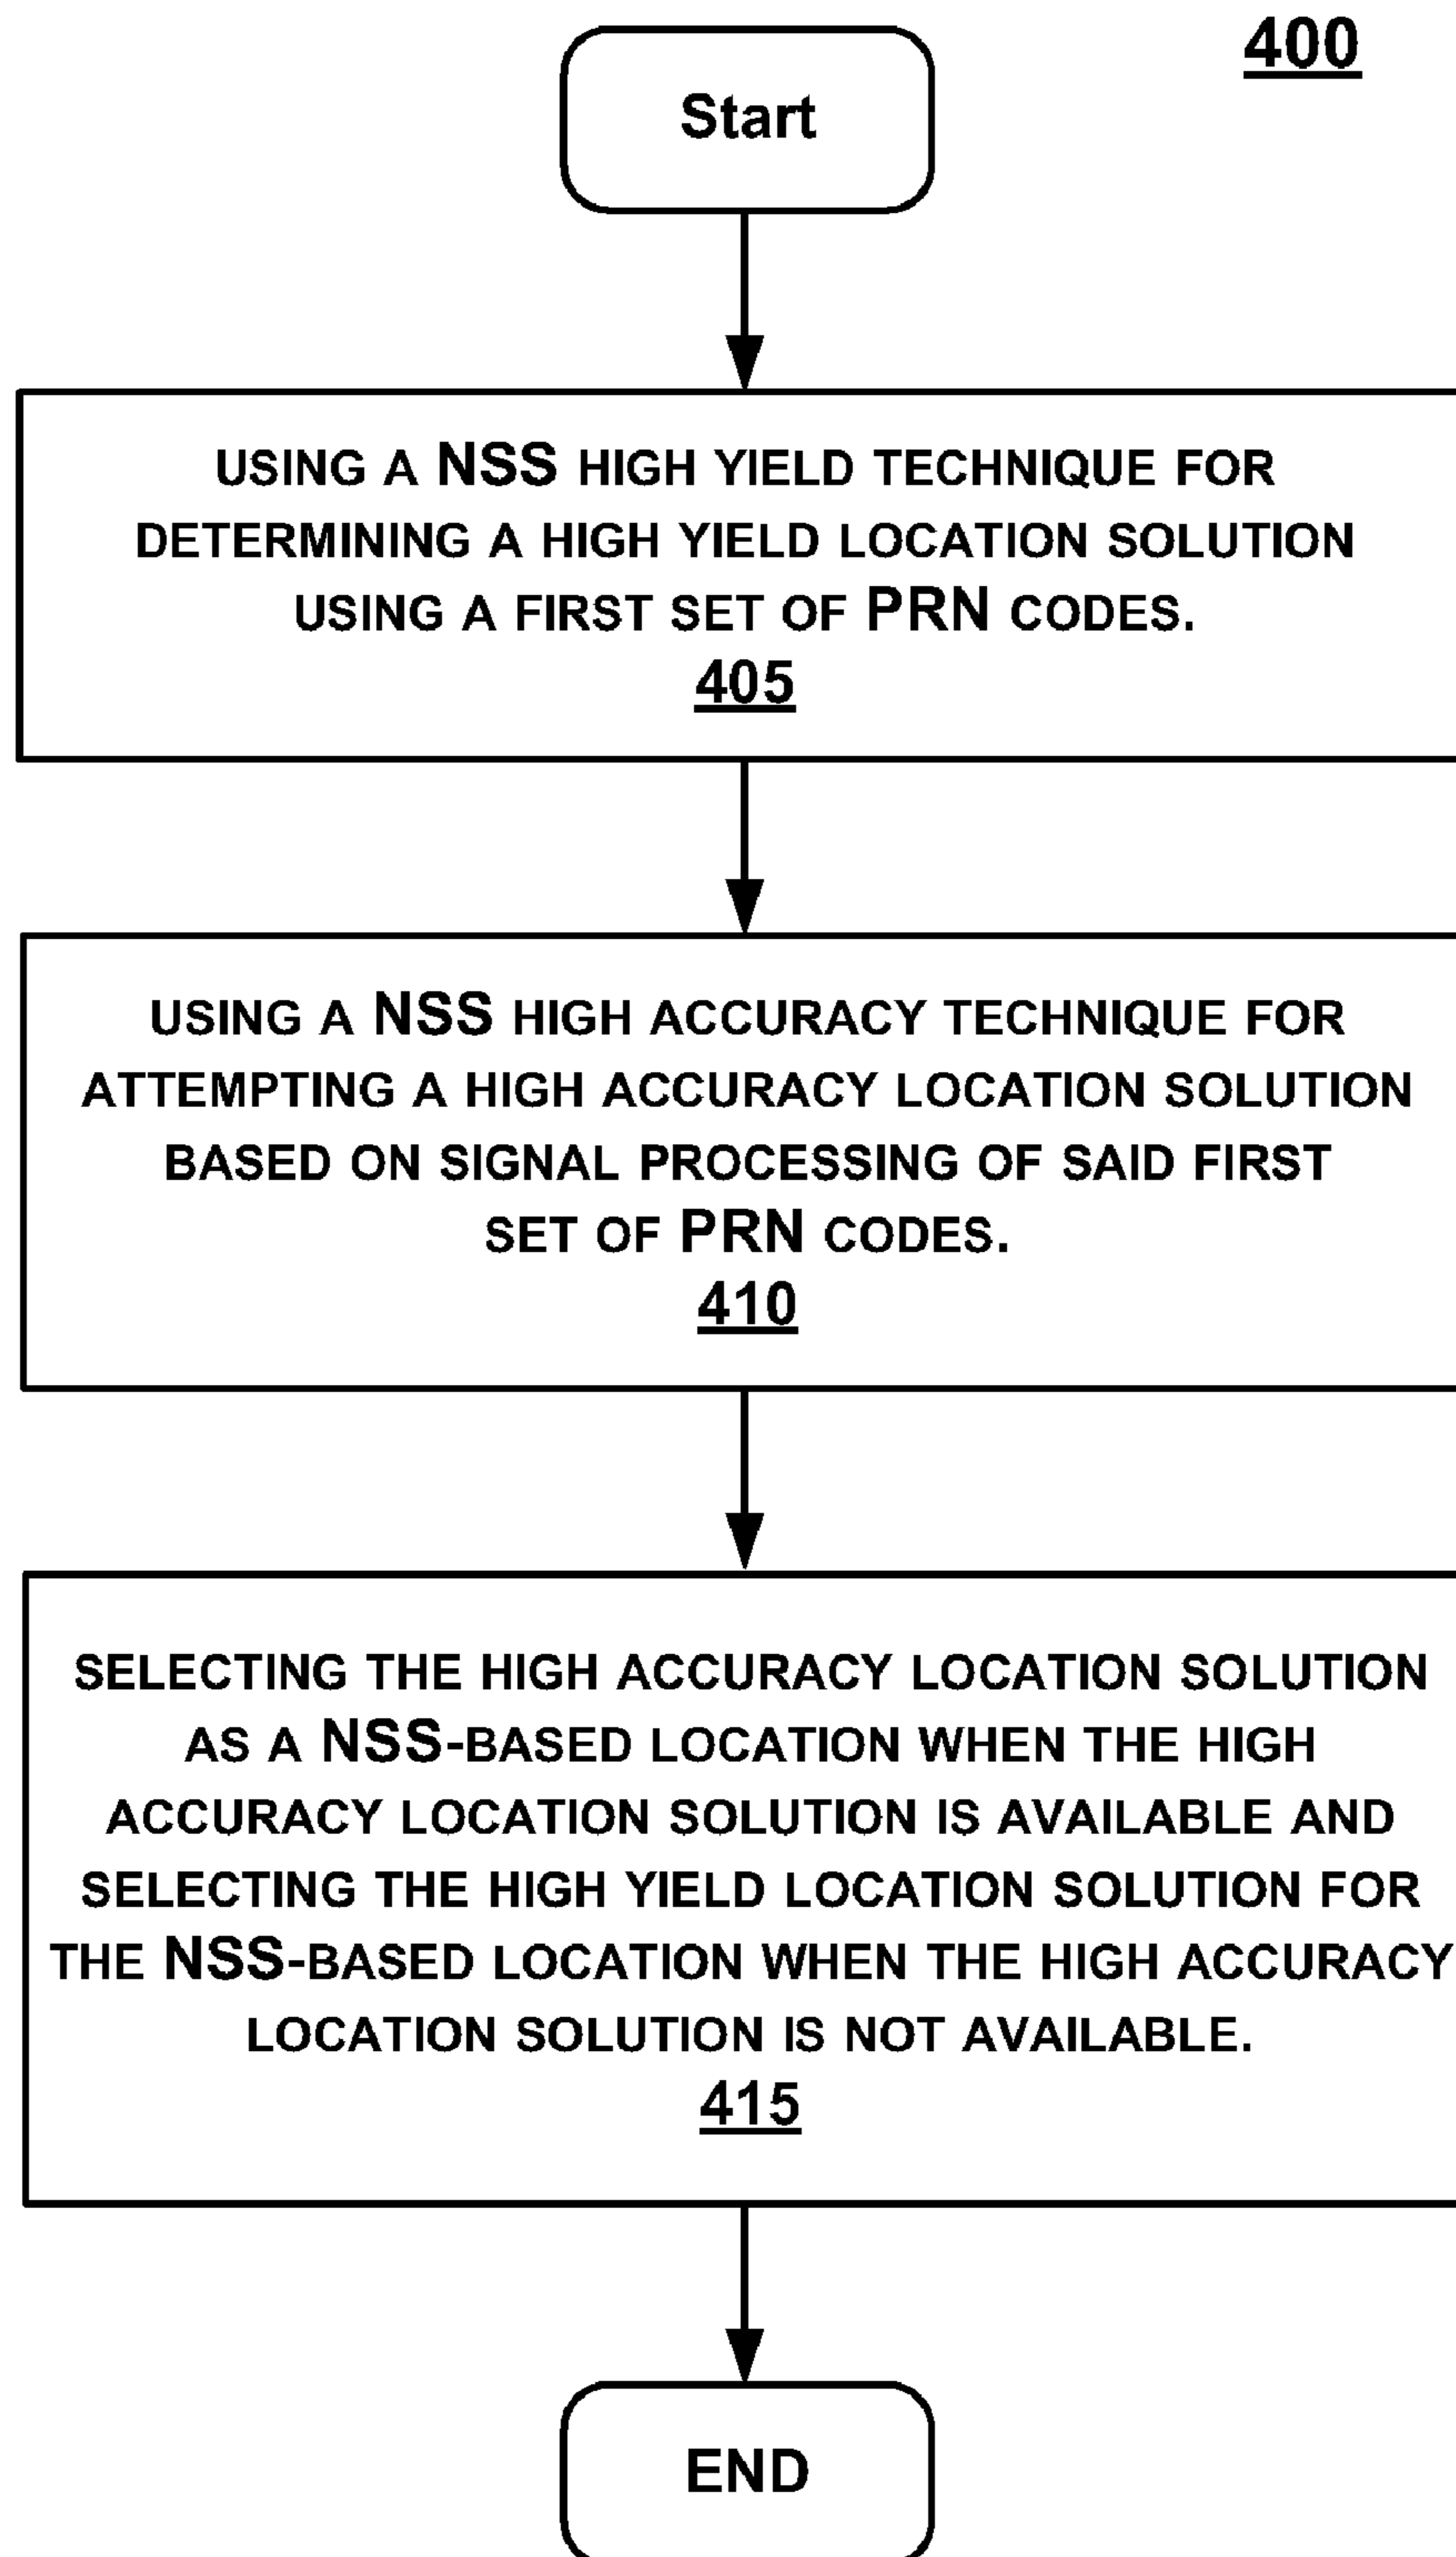 400
Start
USING A NSS HIGH YIELD TECHNIQUE FOR
DETERMINING A HIGH YIELD LOCATION SOLUTION
USING A FIRST SET OF PRN CODES.
405
USING A NSS HIGH ACCURACY TECHNIQUE FOR
ATTEMPTING A HIGH ACCURACY LOCATION SOLUTION
BASED ON SIGNAL PROCESSING OF SAID FIRST
SET OF PRN CODES.
410
SELECTING THE HIGH ACCURACY LOCATION SOLUTION
AS A NSS-BASED LOCATION WHEN THE HIGH
ACCURACY LOCATION SOLUTION IS AVAILABLE AND
SELECTING THE HIGH YIELD LOCATION SOLUTION FOR
THE NSS-BASED LOCATION WHEN THE HIGH ACCURACY
LOCATION SOLUTION IS NOT AVAILABLE.
415
END